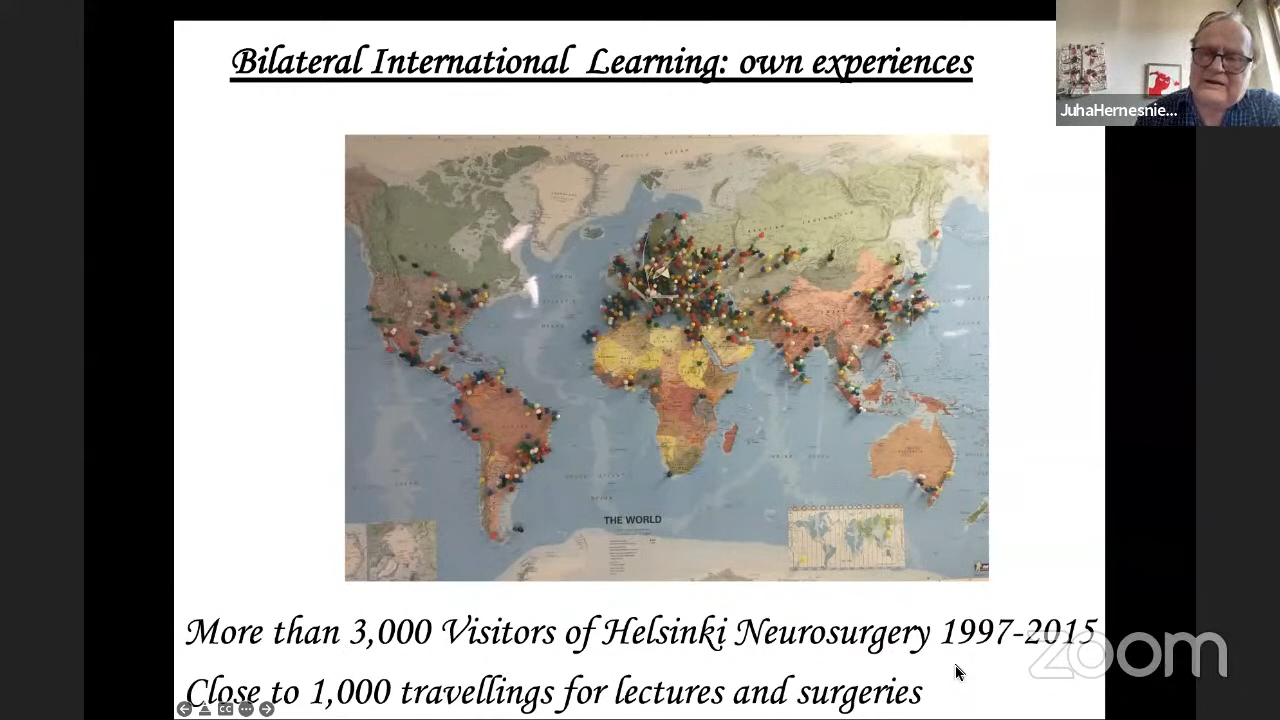 Bilateral International Learning: own experiences
JuhaHernesnie...
THE WORLD
More than 3,000 Visitors of Helsinki Neurosurgery 1997-2015
zoom
Close to 1,000 travellings for lectures and surgeries
CC